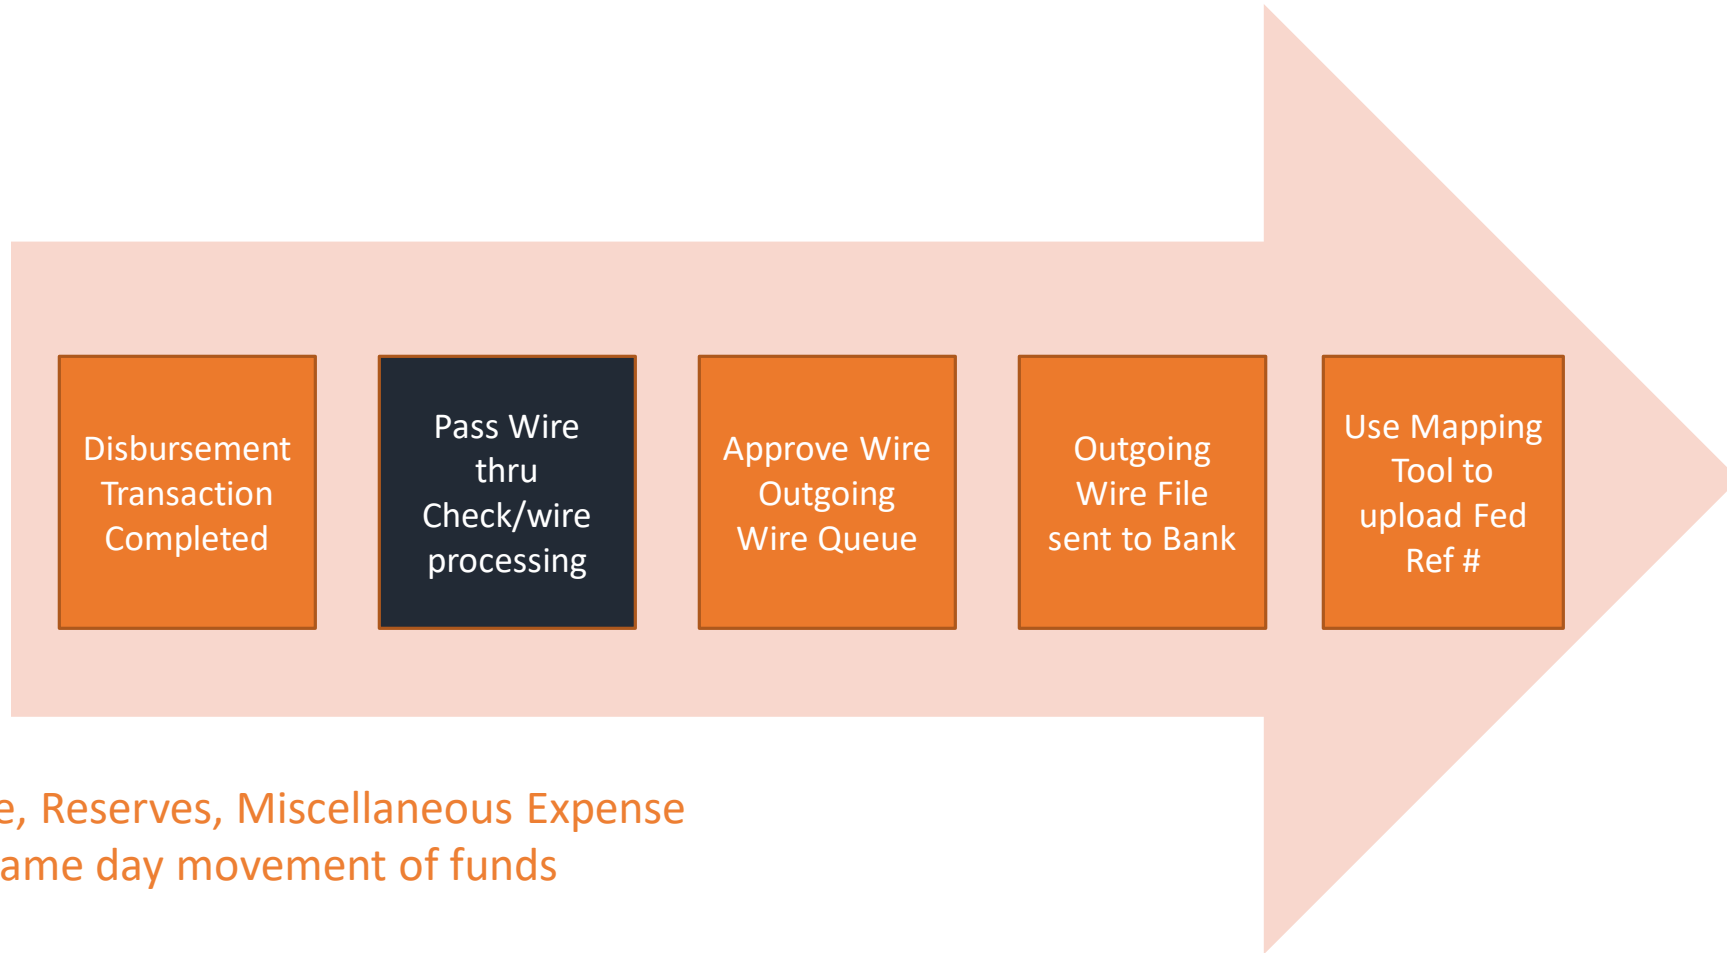 Disbursement
Transaction
Completed
Pass Wire
thru
Check/wire
processing
Approve Wire
Outgoing
Wire Queue
Outgoing
Wire File
sent to Bank
Use Mapping
Tool to
upload Fed
Ref #
Reserves, Miscellaneous Expense
day movement of funds